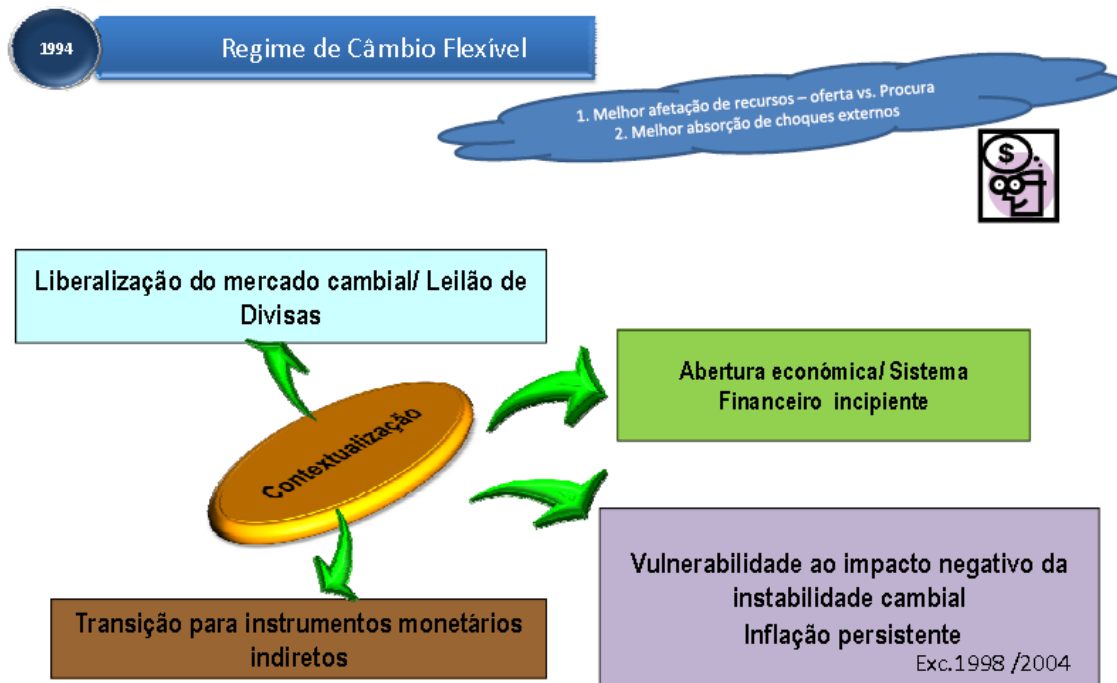 1994
Regime de Câmbio Flexível
1. Melhor afetação de recursos – oferta vs. Procura
2. Melhor absorção de choques externos
$
Liberalização do mercado cambial/ Leilão de
Divisas
Abertura económica/ Sistema
Financeiro incipiente
Contextualização
Vulnerabilidade ao impacto negativo da
instabilidade cambial
Inflação persistente
Exc.1998 /2004
Transição para instrumentos monetários
indiretos